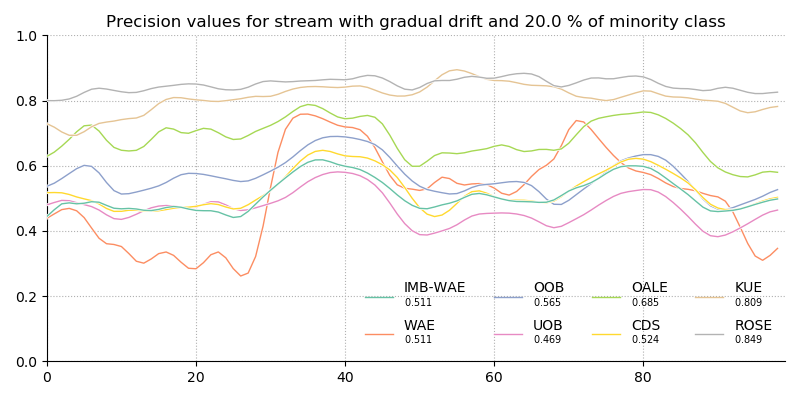 Precision values for stream with gradual drift and 20.0 % of minority class
1.0
0.8
0.6
0.4
0.2
0.0
0 20 40 60 80
IMB-WAE OOB OALE KUE
0.511 0.565 0.685 0.809
WAE UOB CDS ROSE
0.511 0.469 0.524 0.849